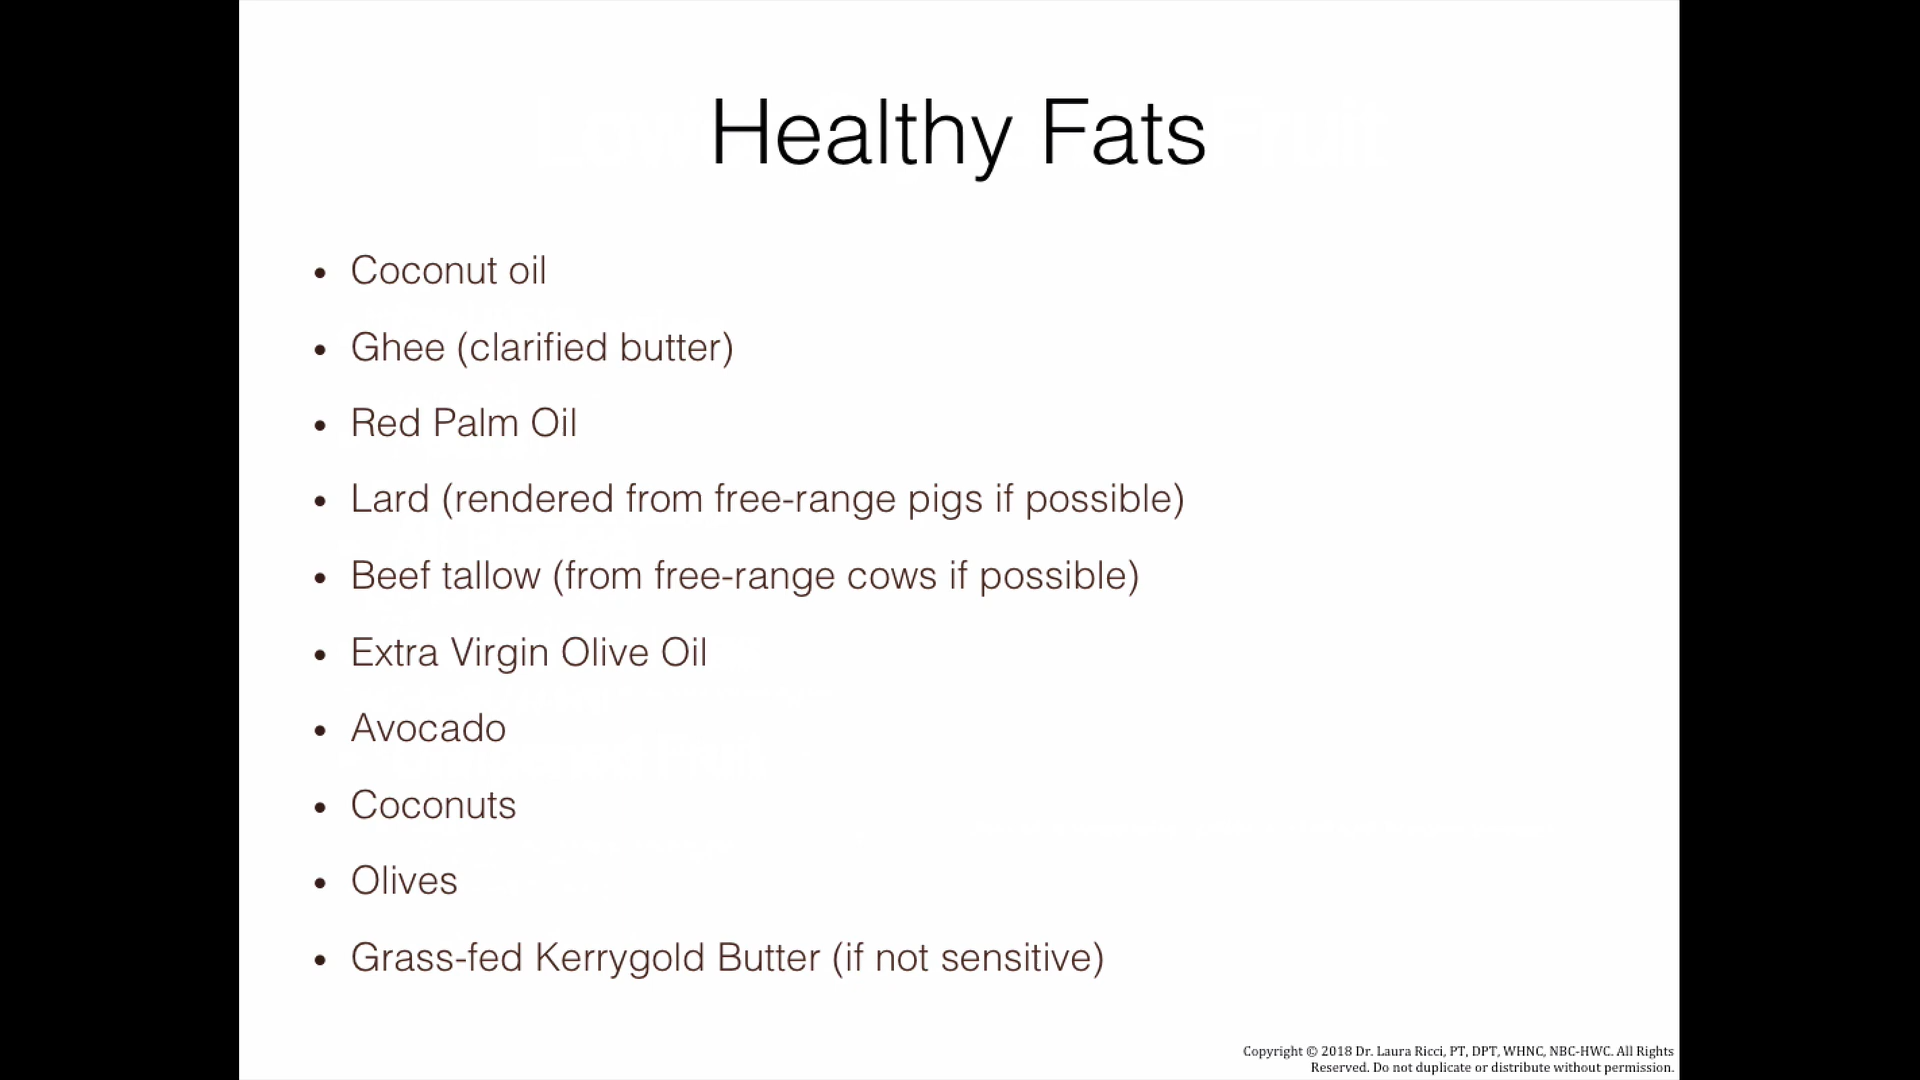 Healthy Fats
• Coconut oil
• Ghee (clarified butter)
• Red Palm Oil
• Lard (rendered from free-range pigs if possible)
• Beef tallow (from free-range cows if possible)
• Extra Virgin Olive Oil
• Avocado
• Coconuts
• Olives
• Grass-fed Kerrygold Butter (if not sensitive)
Copyright © 2018 Dr. Laura Ricci, PT, DPT, WHNC, NBC-HWC. All Rights
Reserved. Do not duplicate or distribute without permission.